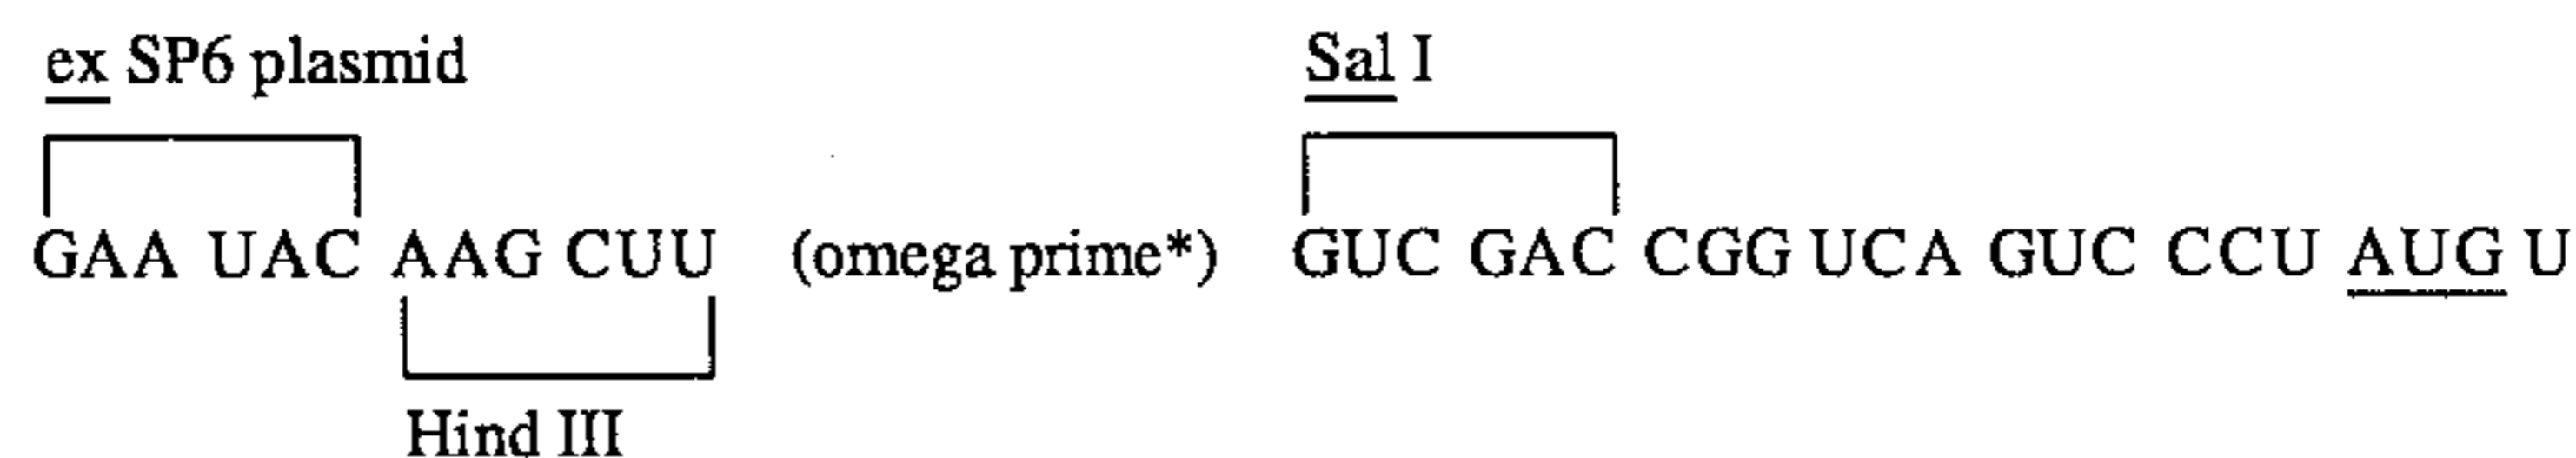 ex SP6 plasmid Sal I
GAA UAC AAG CUU (omega prime*) GUC GAC CGG UCA GUC CCU AUG U
Hind III